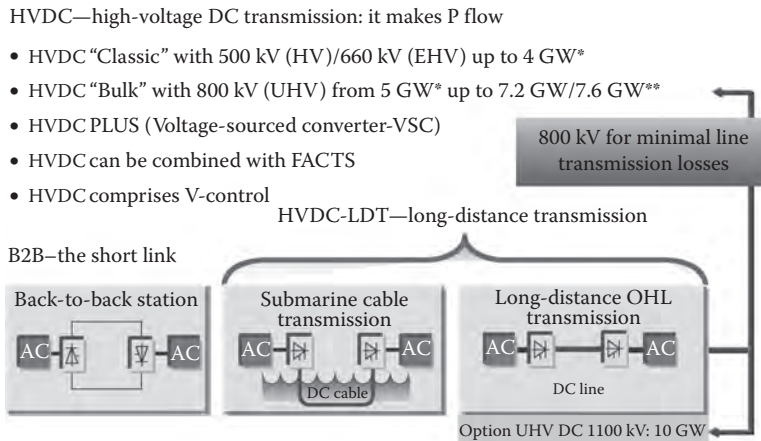 HVDC—high-voltage DC transmission: it makes P flow
• HVDC “Classic” with 500 kV (HV)/660 kV (EHV) up to 4 GW*
• HVDC “Bulk” with 800 kV (UHV) from 5 GW* up to 7.2 GW/7.6 GW**
• HVDC PLUS (Voltage-sourced converter-VSC)
• HVDC can be combined with FACTS
• HVDC comprises V-control
800 kV for minimal line
transmission losses
HVDC-LDT—long-distance transmission
B2B–the short link
Back-to-back station
AC
AC
Submarine cable
transmission
AC
AC
DC cable
Long-distance OHL
transmission
AC
AC
DC line
Option UHV DC 1100 kV: 10 GW